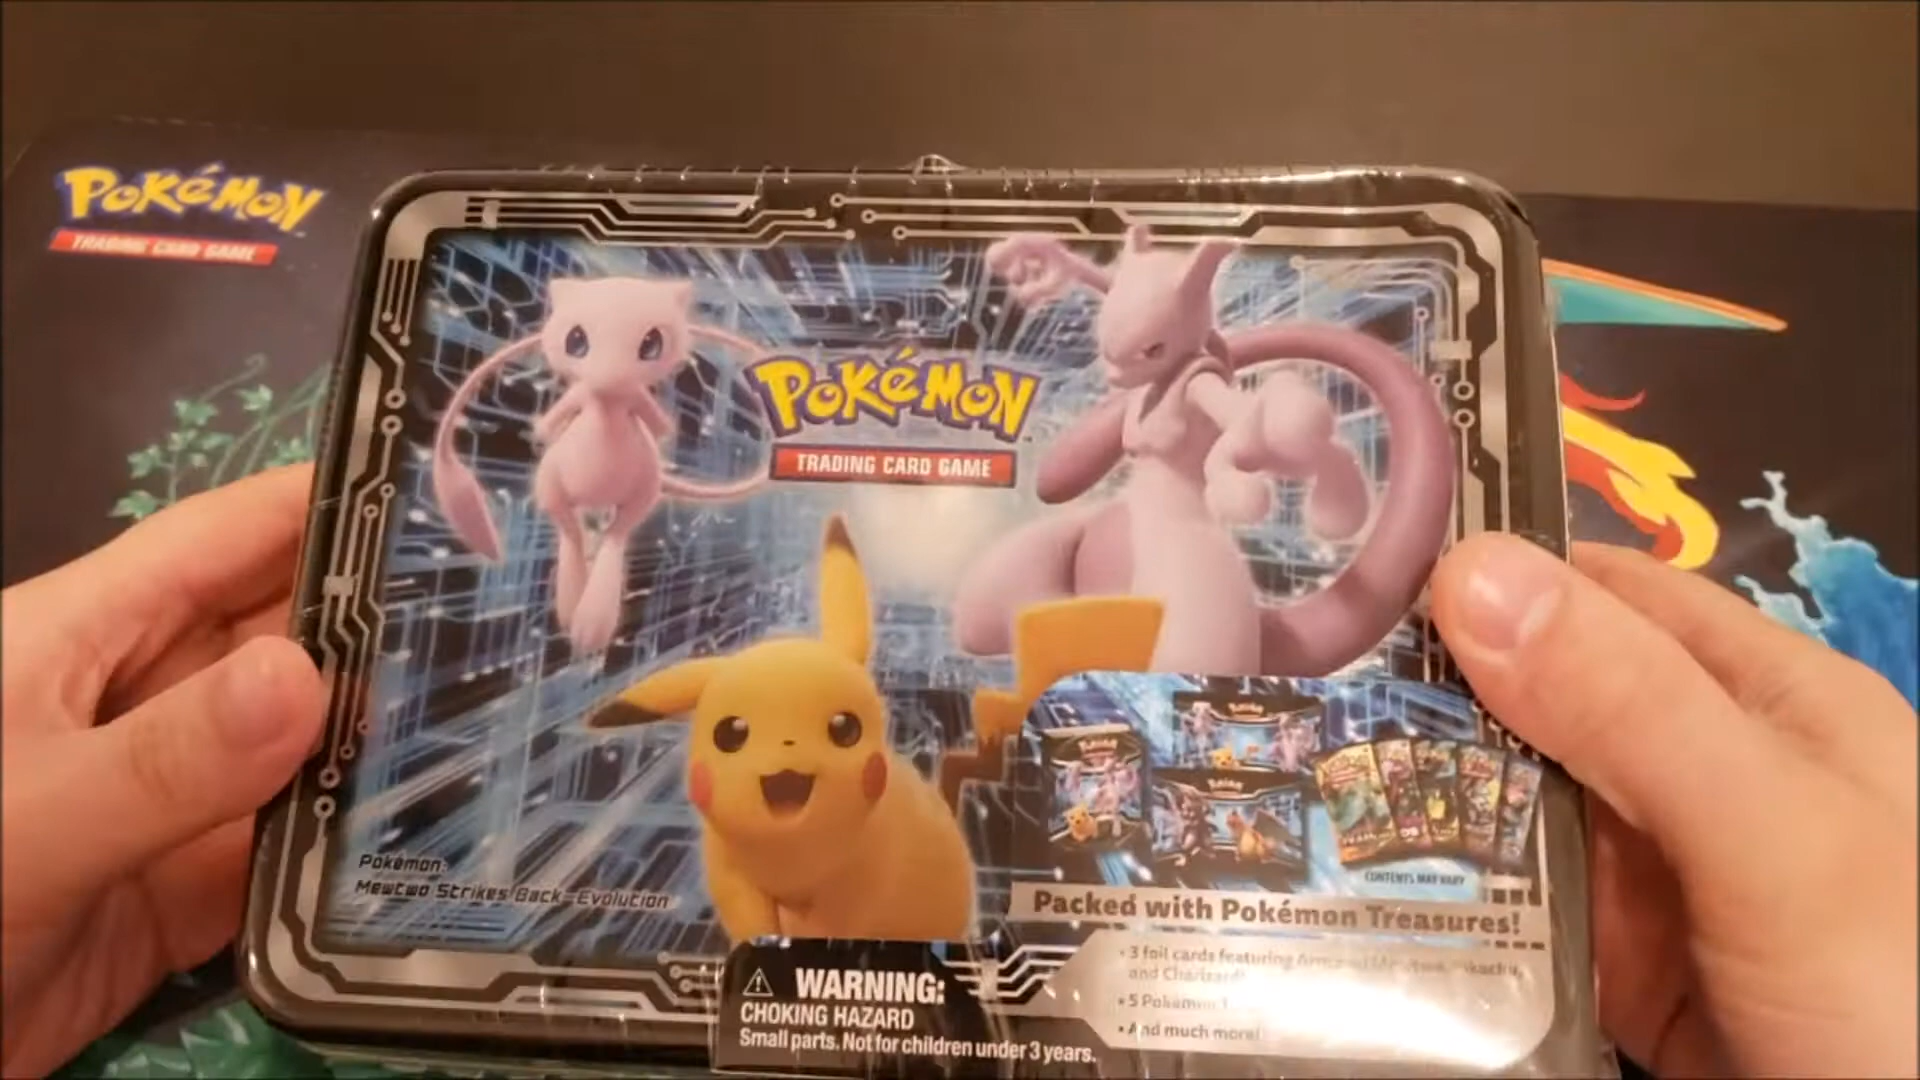 Pokémon
TRADING CARD GAME
Pokémon
TRADING CARD GAME
Pokémon:
Mewtwo Strikes Back—Evolution
CONTENTS MAY VARY
Packed with Pokémon Treasures!
• 3 foil cards featuring
and Charizard!
• 5 Pokémon
• And much more!
WARNING:
CHOKING HAZARD
Small parts. Not for children under 3 years.